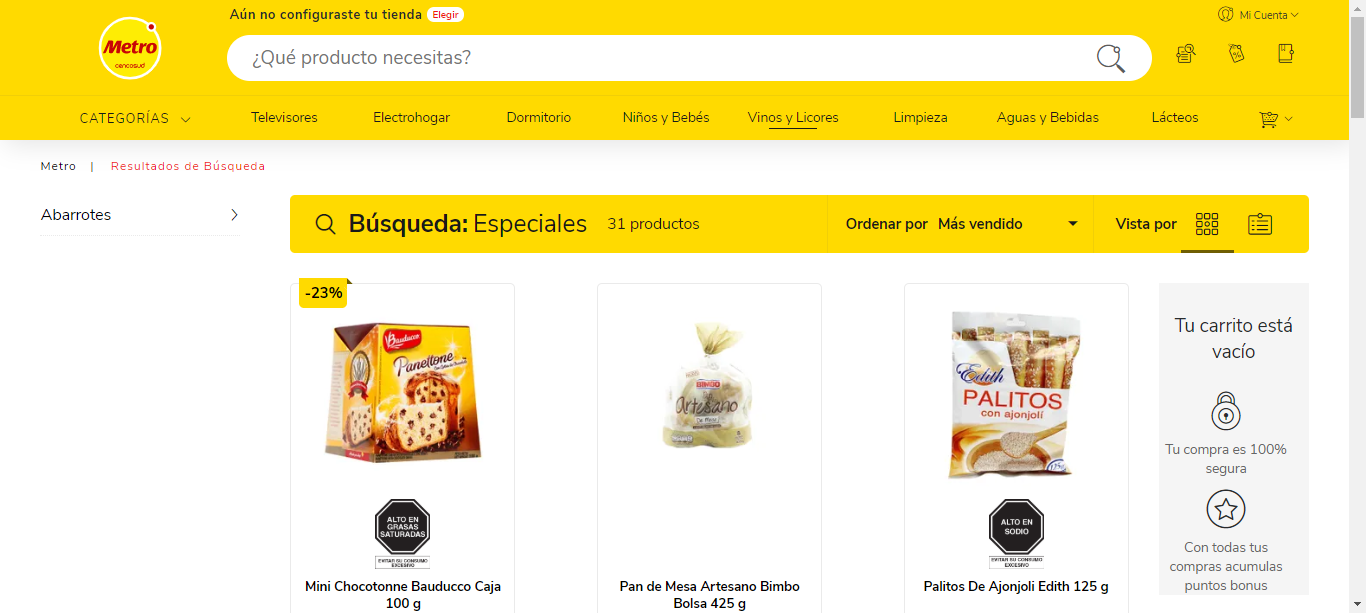 Aún no configuraste tu tienda Elegir
Mi Cuenta
Metro
cencosud
¿Qué producto necesitas?
CATEGORÍAS Televisores Electrohogar Dormitorio Niños y Bebés Vinos y Licores Limpieza Aguas y Bebidas Lácteos
Metro | Resultados de Búsqueda
Abarrotes
Búsqueda: Especiales 31 productos Ordenar por Más vendido Vista por
-23%
Bauducco
Panettone
ALTO EN
GRASAS
SATURADAS
EVITAR SU CONSUMO
EXCESIVO
Mini Chocotonne Bauducco Caja
100 g
BIMBO
Artesano
Pan de Mesa Artesano Bimbo
Bolsa 425 g
Edith
PALITOS
con ajonjolí
ALTO EN
SODIO
EVITAR SU CONSUMO
EXCESIVO
Palitos De Ajonjoli Edith 125 g
Tu carrito está
vacío
Tu compra es 100%
segura
Con todas tus
compras acumulas
puntos bonus